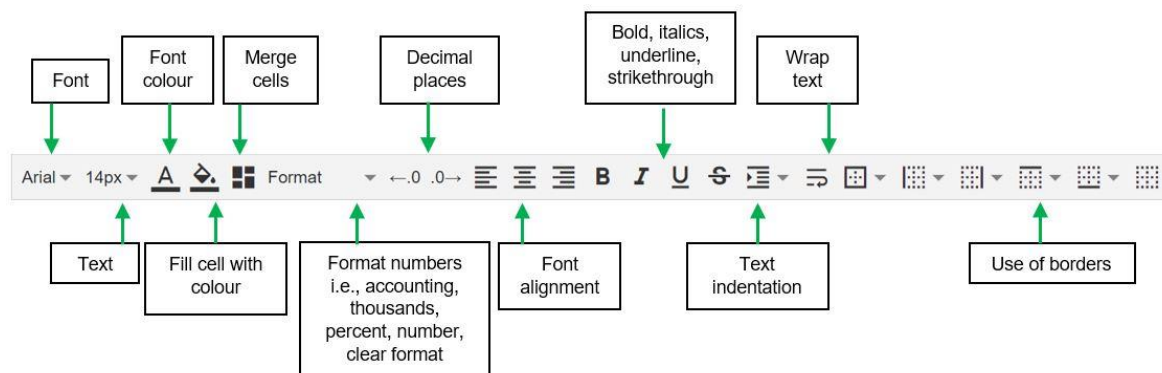 Font
Font
colour
Merge
cells
Decimal
places
Bold, italics,
underline,
strikethrough
Wrap
text
Arial 14px A Format ←.0 .0→ B I U S
Text
Fill cell with
colour
Format numbers
i.e., accounting,
thousands,
percent, number,
clear format
Font
alignment
Text
indentation
Use of borders